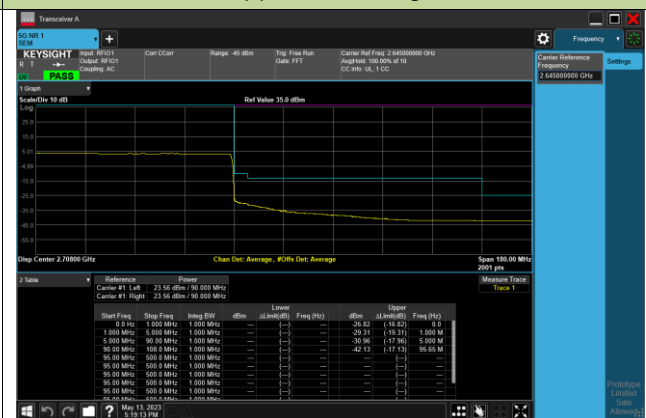 Transceiver A
5G NR 1
SEM
Frequency
KEYSIGHT
R T
PASS
Input: RFIO1
Output: RFIO1
Coupling: AC
Corr CCorr
Range: -45 dBm
Trig: Free Run
Gate: FFT
Carrier Ref Freq: 2.645000000 GHz
Avg|Hold: 100.00% of 10
CC Info: UL, 1 CC
Carrier Reference
Frequency
2.645000000 GHz
Settings
1 Graph
Scale/Div 10 dB
Ref Value 35.0 dBm
Log
25.0
15.0
5.01
-4.99
-15.0
-25.0
-35.0
-45.0
-55.0
Disp Center 2.70800 GHz
Chan Det: Average, #Offs Det: Average
Span 180.00 MHz
2001 pts
2 Table
Reference Power
Carrier #1: Left 23.56 dBm / 90.000 MHz
Carrier #1: Right 23.56 dBm / 90.000 MHz
Measure Trace
Trace 1
Lower Upper
Start Freq Stop Freq Integ BW dBm ΔLimit(dB) Freq (Hz) dBm ΔLimit(dB) Freq (Hz)
0.0 Hz 1.000 MHz 1.000 MHz --- (---) --- -26.82 (-16.82) 0.0
1.000 MHz 5.000 MHz 1.000 MHz --- (---) --- -29.31 (-19.31) 1.000 M
5.000 MHz 90.00 MHz 1.000 MHz --- (---) --- -30.96 (-17.96) 5.000 M
90.00 MHz 100.0 MHz 1.000 MHz --- (---) --- -42.13 (-17.13) 95.65 M
95.00 MHz 500.0 MHz 1.000 MHz --- (---) --- --- (---) ---
95.00 MHz 500.0 MHz 1.000 MHz --- (---) --- --- (---) ---
95.00 MHz 500.0 MHz 1.000 MHz --- (---) --- --- (---) ---
95.00 MHz 500.0 MHz 1.000 MHz --- (---) --- --- (---) ---
May 13, 2023
5:19:13 PM
Prototype
Limited
Sale
Allowed